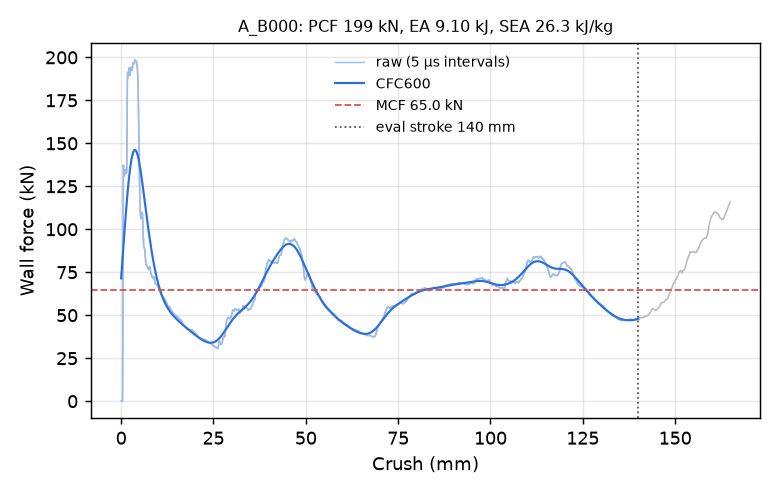 A_B000: PCF 199 kN, EA 9.10 kJ, SEA 26.3 kJ/kg
raw (5 µs intervals)
CFC600
MCF 65.0 kN
eval stroke 140 mm
Wall force (kN)
200
175
150
125
100
75
50
25
0
0 25 50 75 100 125 150
Crush (mm)